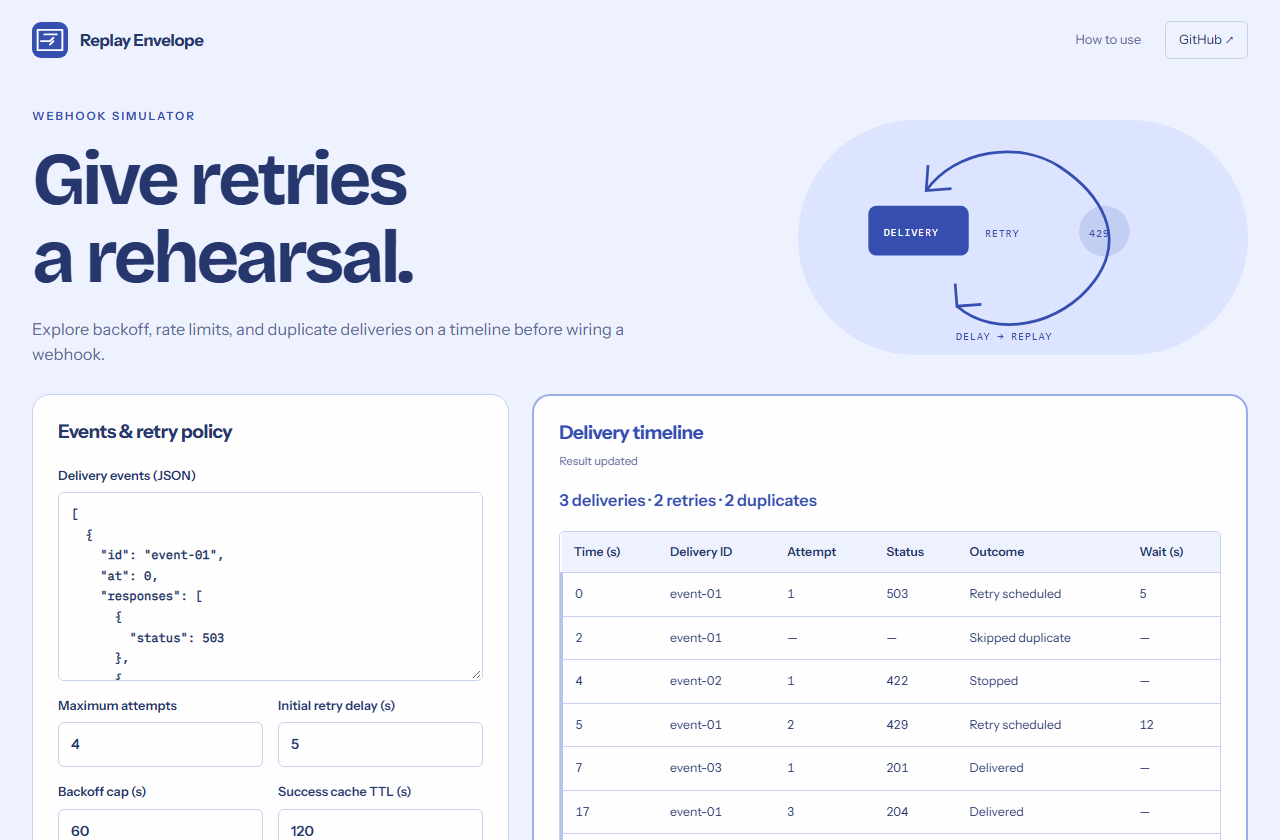 Replay Envelope
How to use
GitHub ↗
WEBHOOK SIMULATOR
Give retries
a rehearsal.
Explore backoff, rate limits, and duplicate deliveries on a timeline before wiring a
webhook.
DELIVERY
RETRY
429
DELAY → REPLAY
Events & retry policy
Delivery events (JSON)
[
  {
    "id": "event-01",
    "at": 0,
    "responses": [
      {
        "status": 503
      },
      {
Maximum attempts
4
Initial retry delay (s)
5
Backoff cap (s)
60
Success cache TTL (s)
120
Delivery timeline
Result updated
3 deliveries · 2 retries · 2 duplicates
Time (s) Delivery ID Attempt Status Outcome Wait (s)
0 event-01 1 503 Retry scheduled 5
2 event-01 — — Skipped duplicate —
4 event-02 1 422 Stopped —
5 event-01 2 429 Retry scheduled 12
7 event-03 1 201 Delivered —
17 event-01 3 204 Delivered —